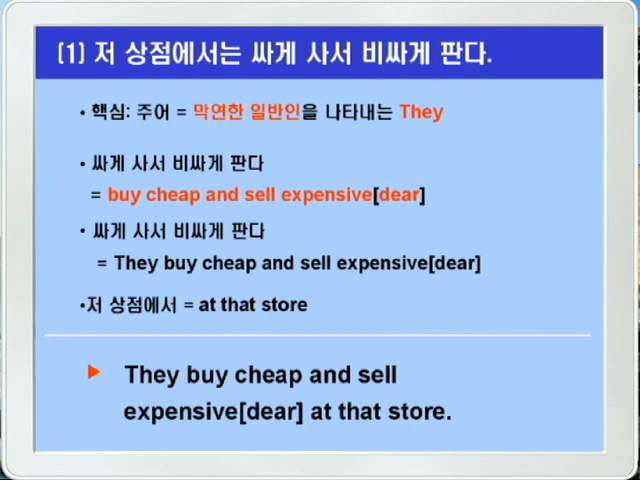 (1) 저 상점에서는 싸게 사서 비싸게 판다.
• 핵심: 주어 = 막연한 일반인을 나타내는 They
• 싸게 사서 비싸게 판다
= buy cheap and sell expensive[dear]
• 싸게 사서 비싸게 판다
= They buy cheap and sell expensive[dear]
•저 상점에서 = at that store
They buy cheap and sell
expensive[dear] at that store.